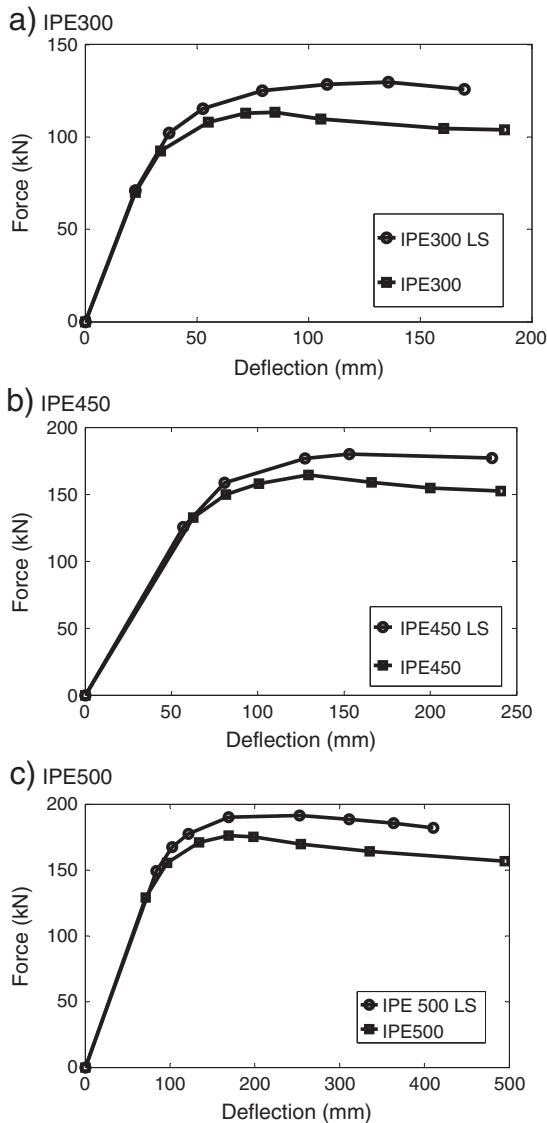 a) IPE300
150
100
50
0
Force (kN)
IPE300 LS
IPE300
0 50 100 150 200
Deflection (mm)
b) IPE450
200
150
100
50
0
Force (kN)
IPE450 LS
IPE450
0 50 100 150 200 250
Deflection (mm)
c) IPE500
200
150
100
50
0
Force (kN)
IPE 500 LS
IPE500
0 100 200 300 400 500
Deflection (mm)